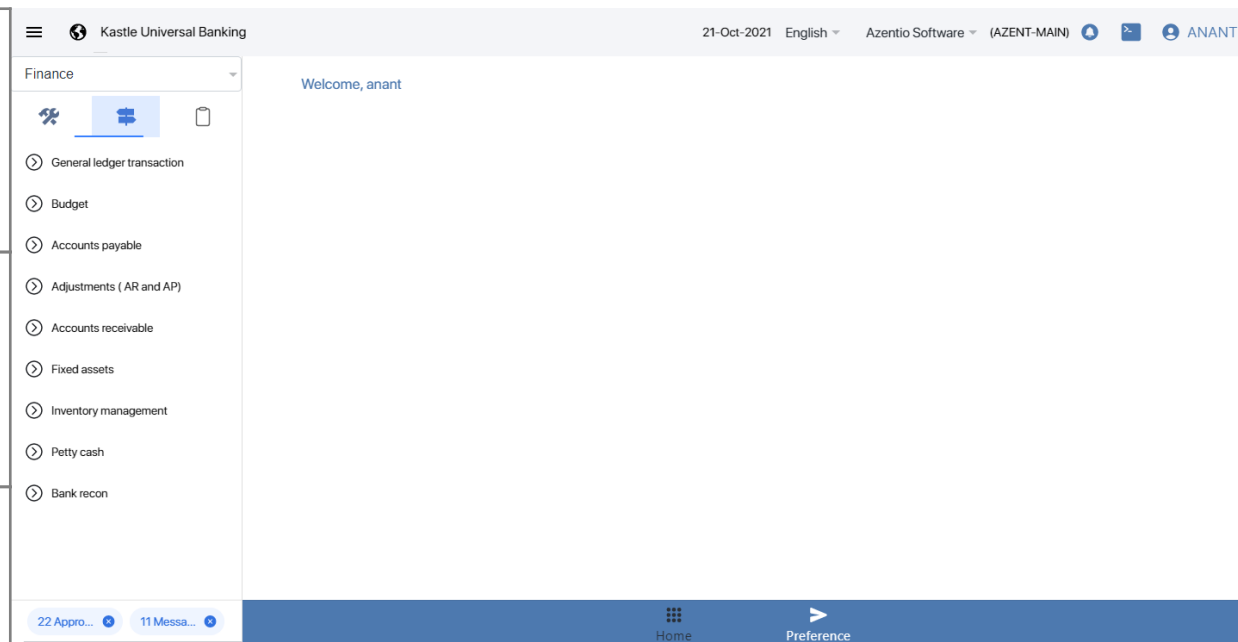 Kastle Universal Banking
21-Oct-2021 English Azentio Software (AZENT-MAIN) ANANT
Finance
Welcome, anant
General ledger transaction
Budget
Accounts payable
Adjustments ( AR and AP)
Accounts receivable
Fixed assets
Inventory management
Petty cash
Bank recon
22 Appro... 11 Messa...
Home Preference